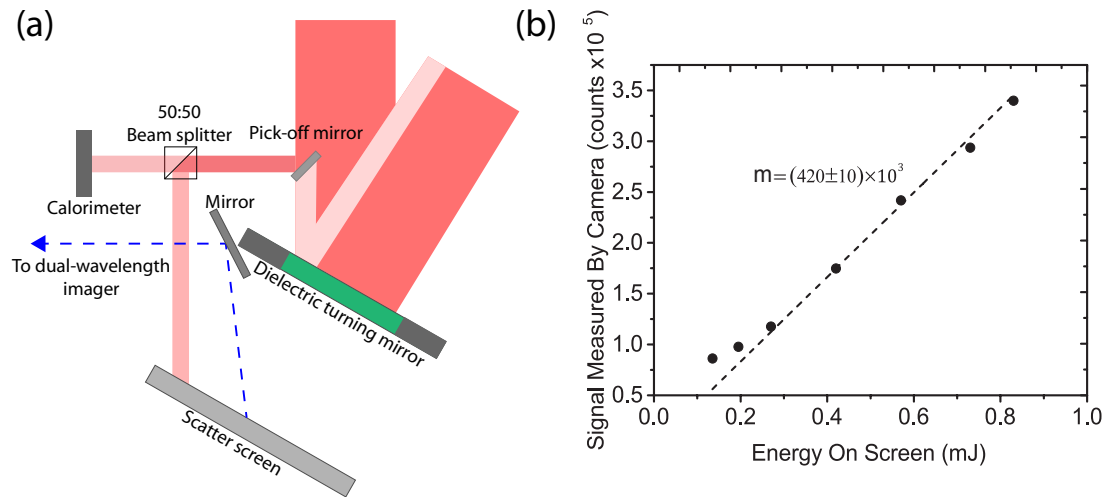 (a)
50:50
Beam splitter
Pick-off mirror
Calorimeter
Mirror
To dual-wavelength
imager
Dielectric turning mirror
Scatter screen
(b)
Signal Measured By Camera (counts x10 ⁵)
3.5
3.0
2.5
2.0
1.5
1.0
0.5
m=(420±10)×10³
0.0
0.2
0.4
0.6
0.8
1.0
Energy On Screen (mJ)